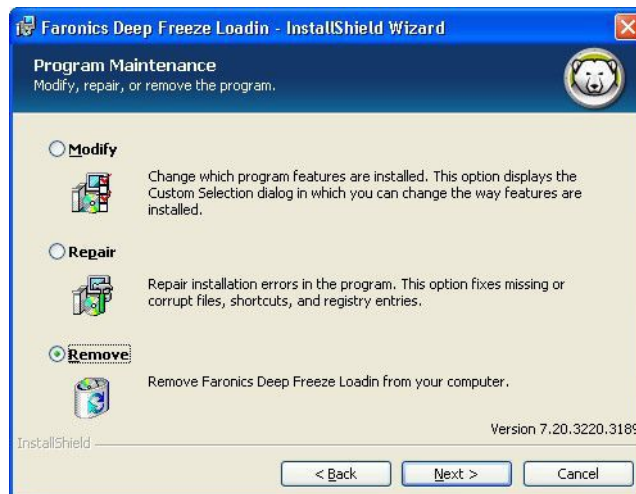 Faronics Deep Freeze Loadin - InstallShield Wizard
Program Maintenance
Modify, repair, or remove the program.
Modify
Change which program features are installed. This option displays the
Custom Selection dialog in which you can change the way features are
installed.
Repair
Repair installation errors in the program. This option fixes missing or
corrupt files, shortcuts, and registry entries.
Remove
Remove Faronics Deep Freeze Loadin from your computer.
Version 7.20.3220.3189
InstallShield
< Back
Next >
Cancel